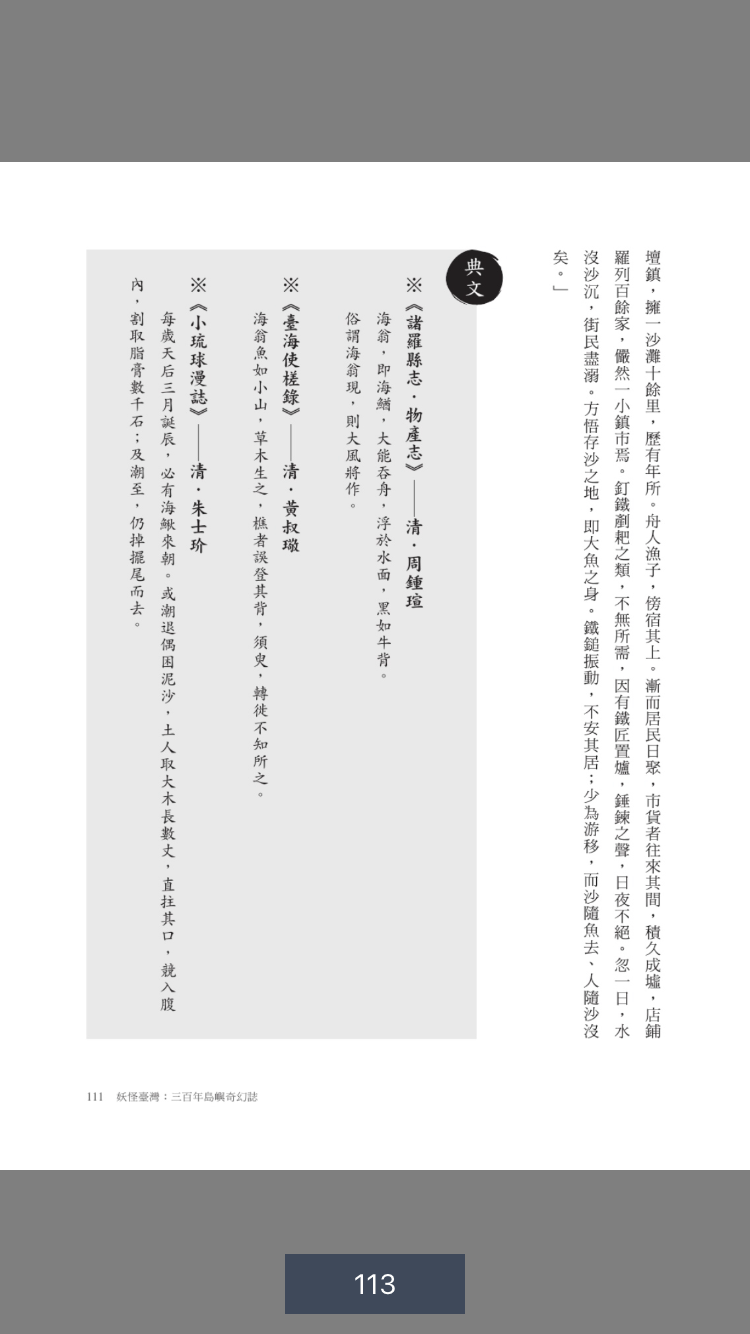 壇鎮，擁一沙灘十餘里，歷有年所。舟人漁子，傍宿其上。漸而居民日聚，市貨者往來其間，積久成墟，店鋪
羅列百餘家，儼然一小鎮市焉。釘鐵劃耙之類，不無所需，因有鐵匠置爐，錘鍊之聲，日夜不絕。忽一日，水
沒沙沉，街民盡溺。方悟存沙之地，即大魚之身。鐵鎚振動，不安其居；少為游移，而沙隨魚去、人隨沙沒
矣。」
典文
※《諸羅縣志．物產志》——清．周鍾瑄
海翁，即海鰌，大能吞舟，浮於水面，黑如牛背。
俗謂海翁現，則大風將作。
※《臺海使槎錄》——清．黃叔璥
海翁魚如小山，草木生之，樵者誤登其背，須臾，轉徙不知所之。
※《小琉球漫誌》——清．朱士玠
每歲天后三月誕辰，必有海鰍來朝。或潮退偶困泥沙，土人取大木長數丈，直拄其口，競入腹
內，割取脂膏數千石；及潮至，仍掉擺尾而去。
111 妖怪臺灣：三百年島嶼奇幻誌
113